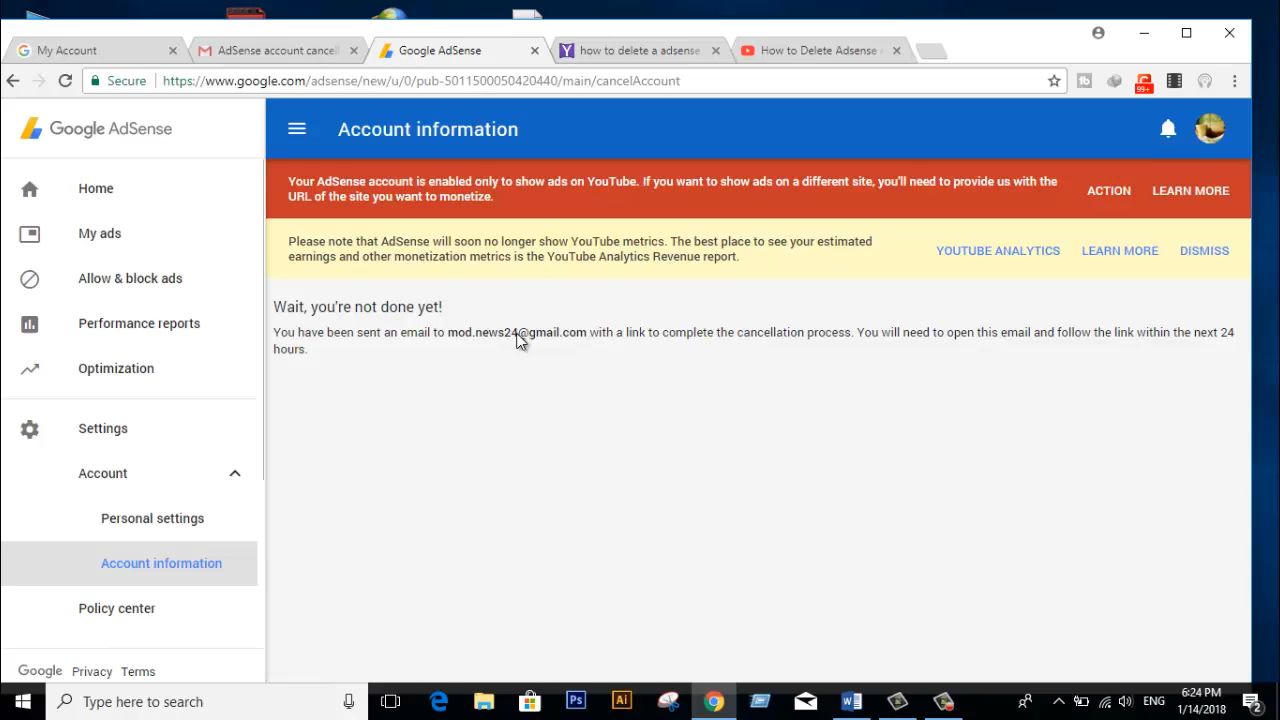 My Account
AdSense account cancell
Google AdSense
how to delete a adsense
How to Delete Adsense
Secure
https://www.google.com/adsense/new/u/0/pub-5011500050420440/main/cancelAccount
99+
Google AdSense
Account information
Your AdSense account is enabled only to show ads on YouTube. If you want to show ads on a different site, you'll need to provide us with the
URL of the site you want to monetize.
ACTION
LEARN MORE
Please note that AdSense will soon no longer show YouTube metrics. The best place to see your estimated
earnings and other monetization metrics is the YouTube Analytics Revenue report.
YOUTUBE ANALYTICS
LEARN MORE
DISMISS
Wait, you're not done yet!
You have been sent an email to mod.news24@gmail.com with a link to complete the cancellation process. You will need to open this email and follow the link within the next 24
hours.
Home
My ads
Allow & block ads
Performance reports
Optimization
Settings
Account
Personal settings
Account information
Policy center
Google Privacy Terms
Type here to search
Ps
Ai
ENG
6:24 PM
1/14/2018
2